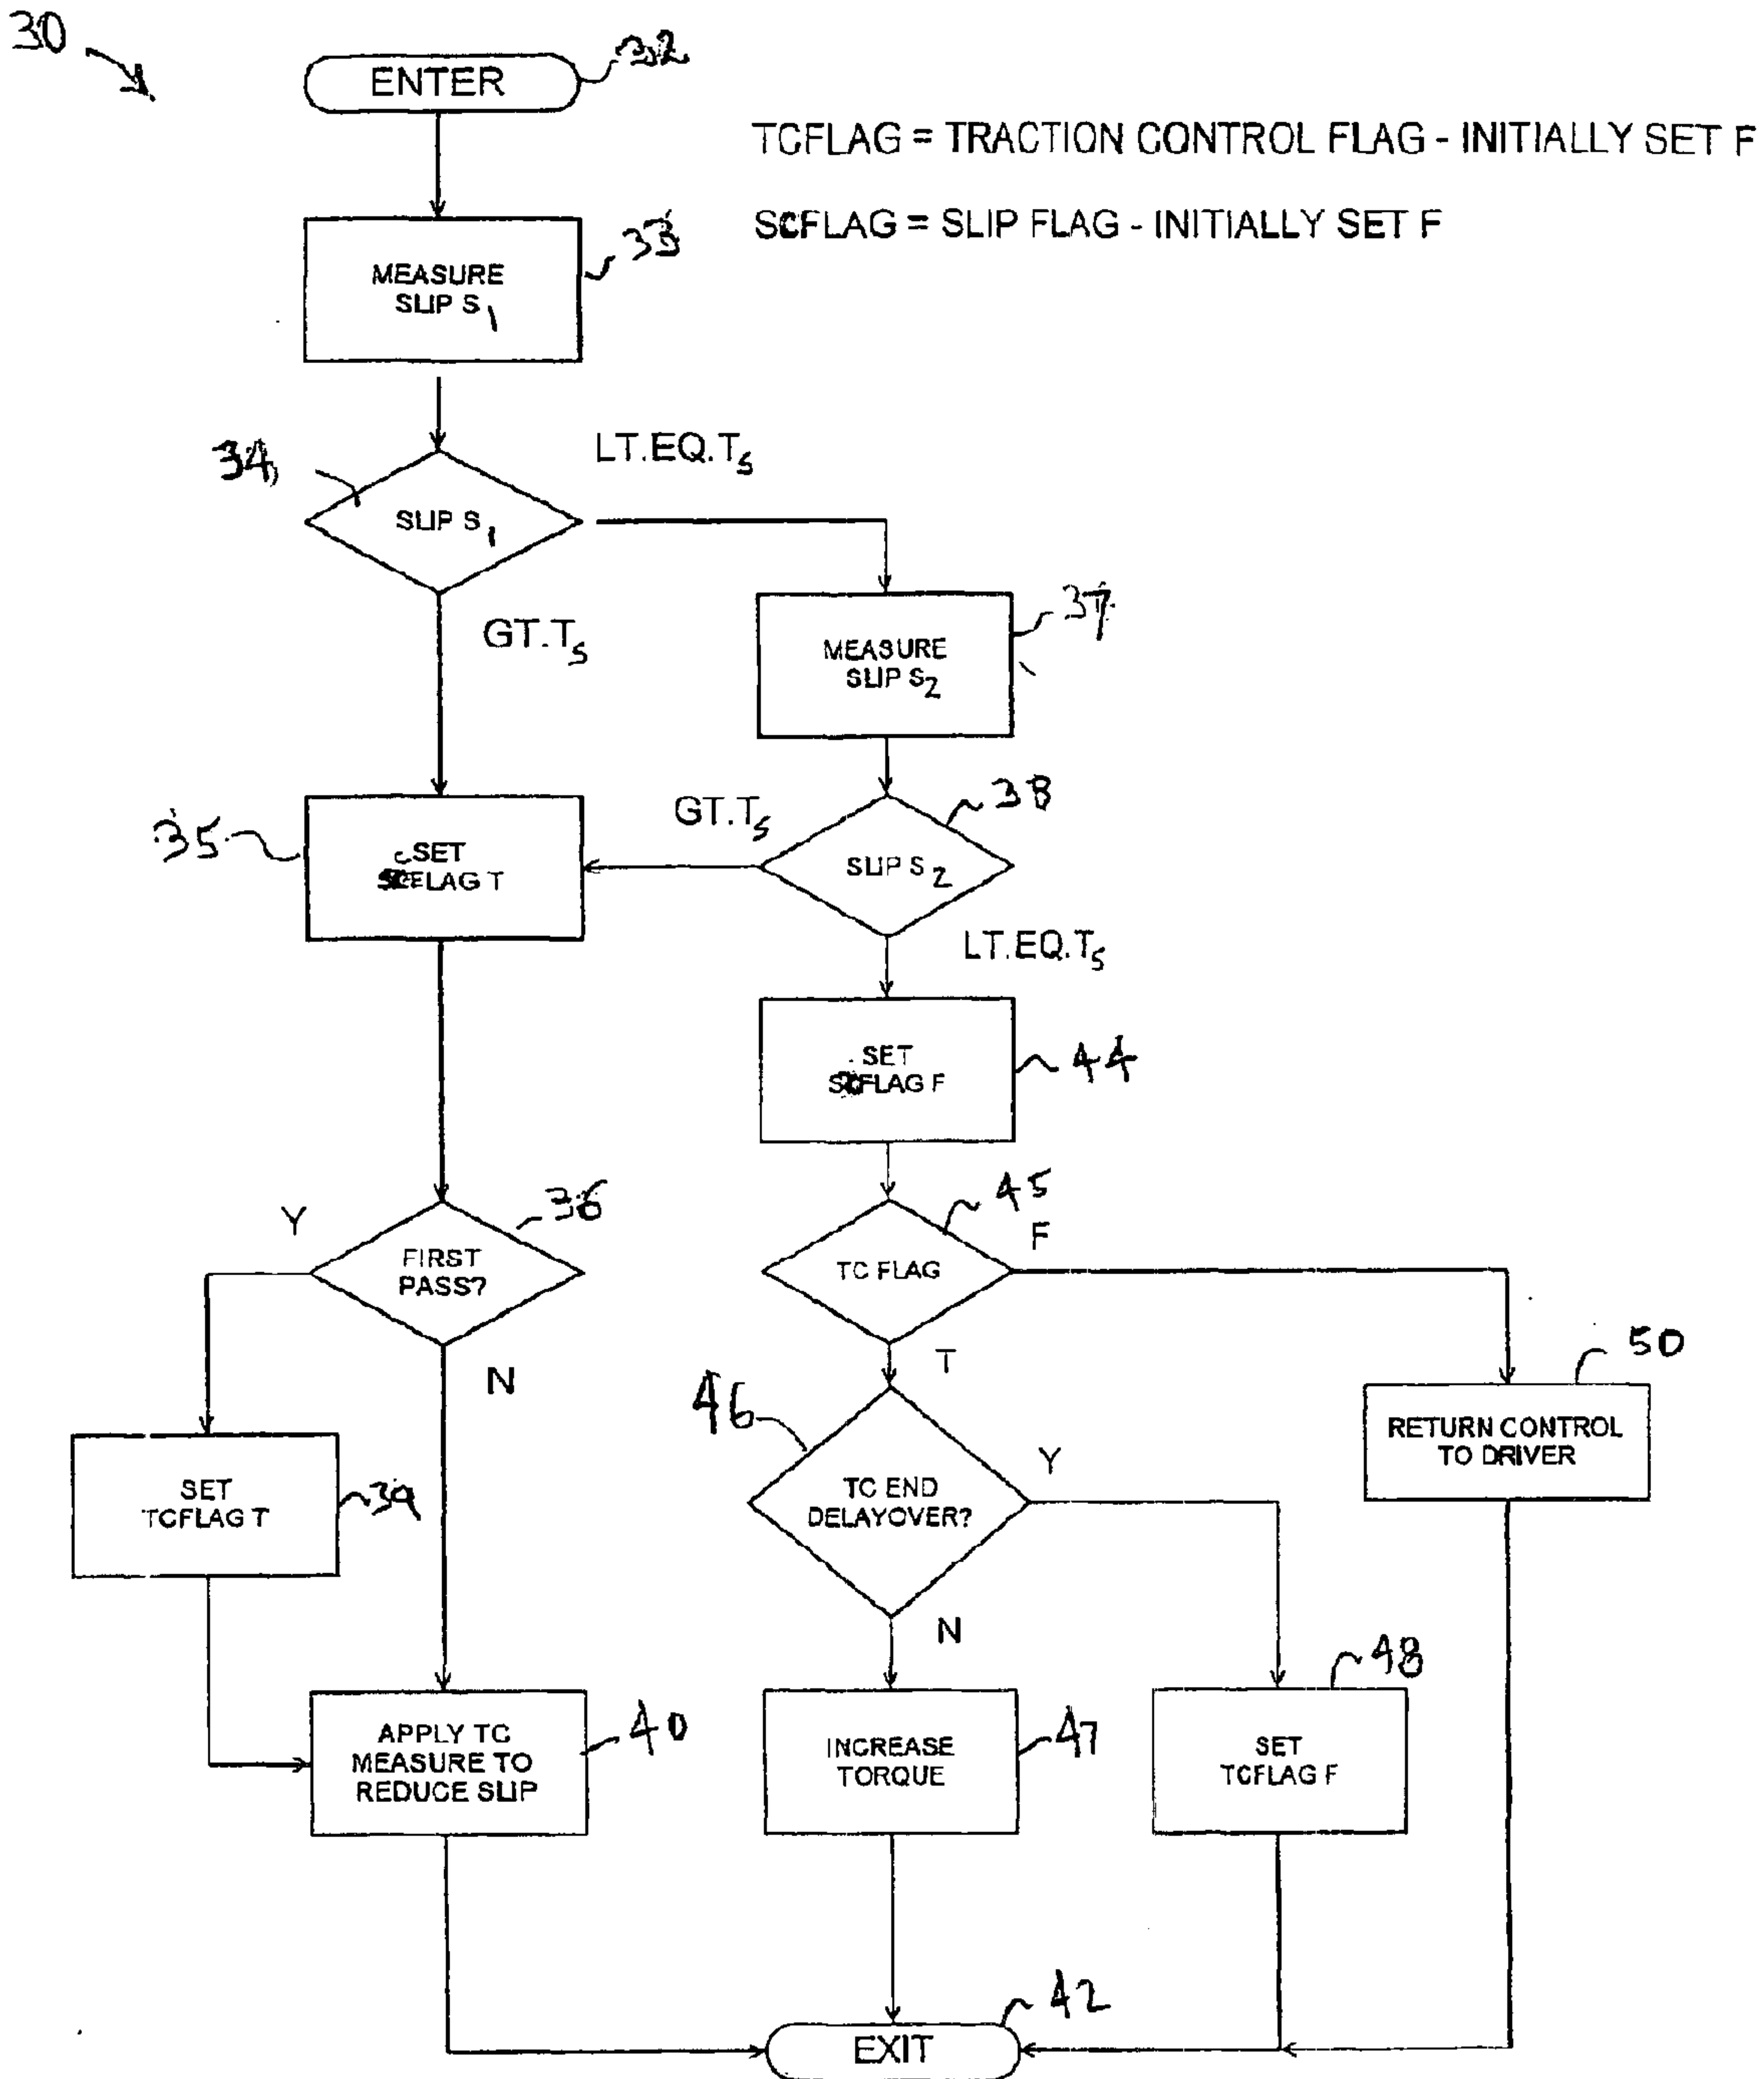 30
ENTER
32
TCFLAG = TRACTION CONTROL FLAG - INITIALLY SET F
SCFLAG = SLIP FLAG - INITIALLY SET F
MEASURE
SLIP S1
33
34
SLIP S1
LT.EQ.TS
GT.TS
MEASURE
SLIP S2
37
35
SET
FLAG T
GT.TS
SLIP S2
38
LT.EQ.TS
SET
FLAG F
44
Y
FIRST
PASS?
36
N
TC FLAG
45
F
T
46
TC END
DELAYOVER?
Y
N
50
RETURN CONTROL
TO DRIVER
SET
TCFLAG T
39
APPLY TC
MEASURE TO
REDUCE SLIP
40
INCREASE
TORQUE
47
SET
TCFLAG F
48
EXIT
42